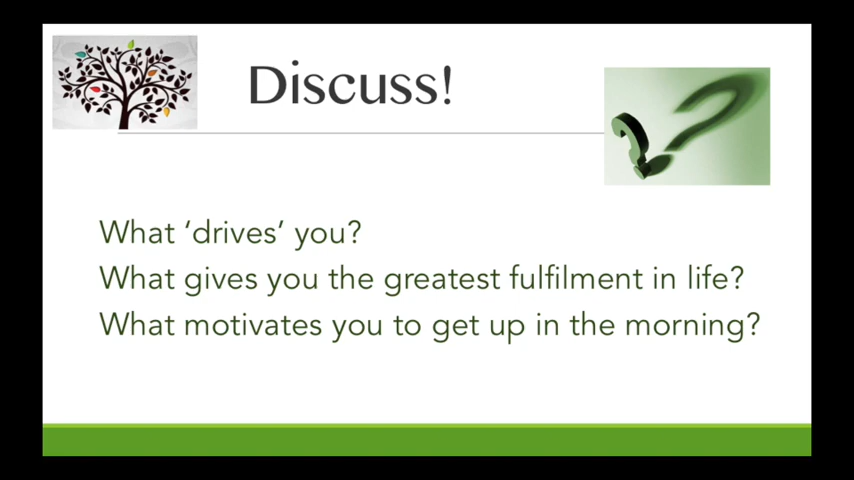 Discuss!
What ‘drives’ you?
What gives you the greatest fulfilment in life?
What motivates you to get up in the morning?